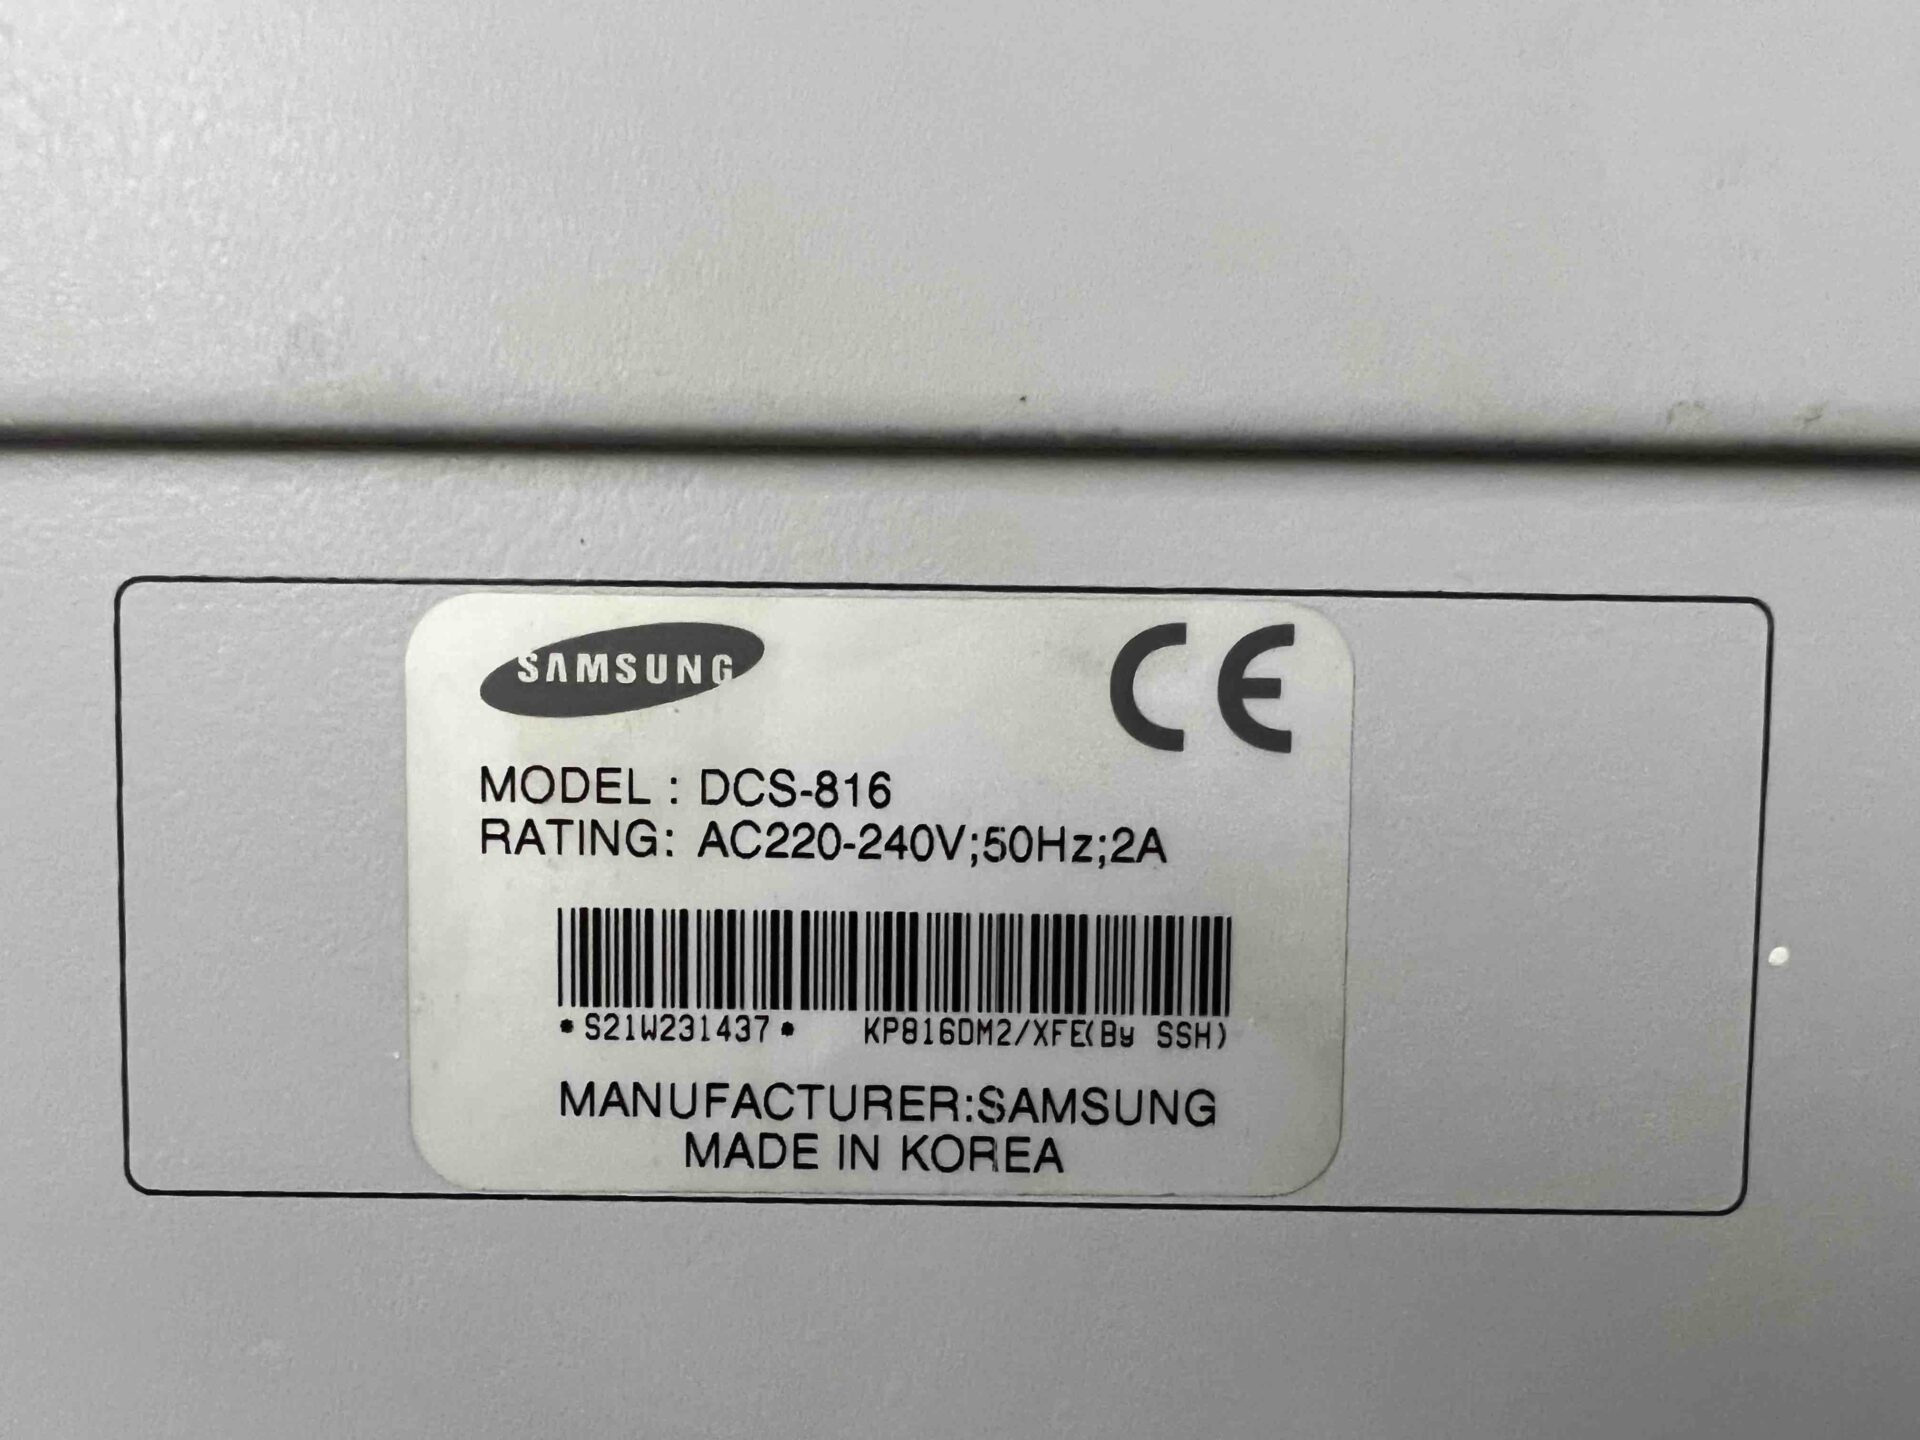 SAMSUNG
CE
MODEL : DCS-816
RATING: AC220-240V;50Hz;2A
*S21W231437* KP816DM2/XFE(By SSH)
MANUFACTURER:SAMSUNG
MADE IN KOREA